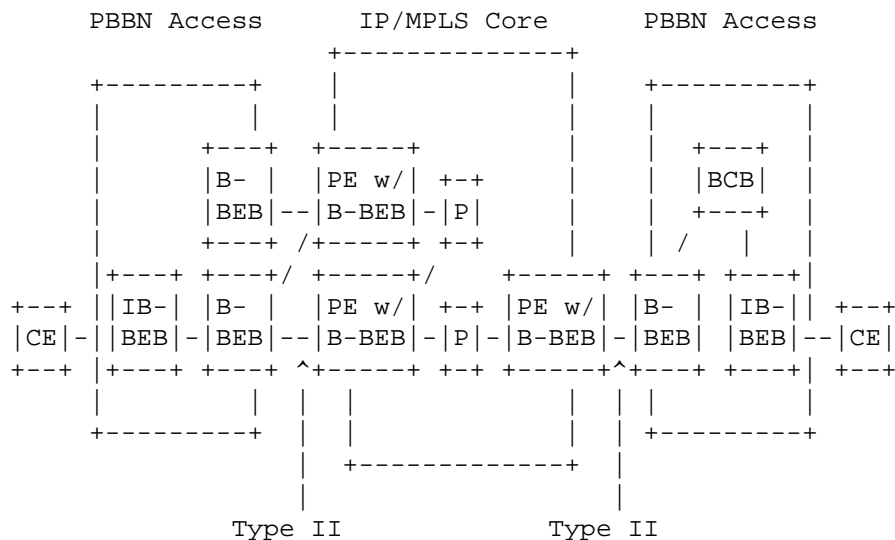 PBBN Access IP/MPLS Core PBBN Access
B- PE w/ BCB
BEB B-BEB P
IB- B- PE w/ PE w/ B- IB-
CE BEB BEB B-BEB P B-BEB BEB BEB CE
Type II Type II